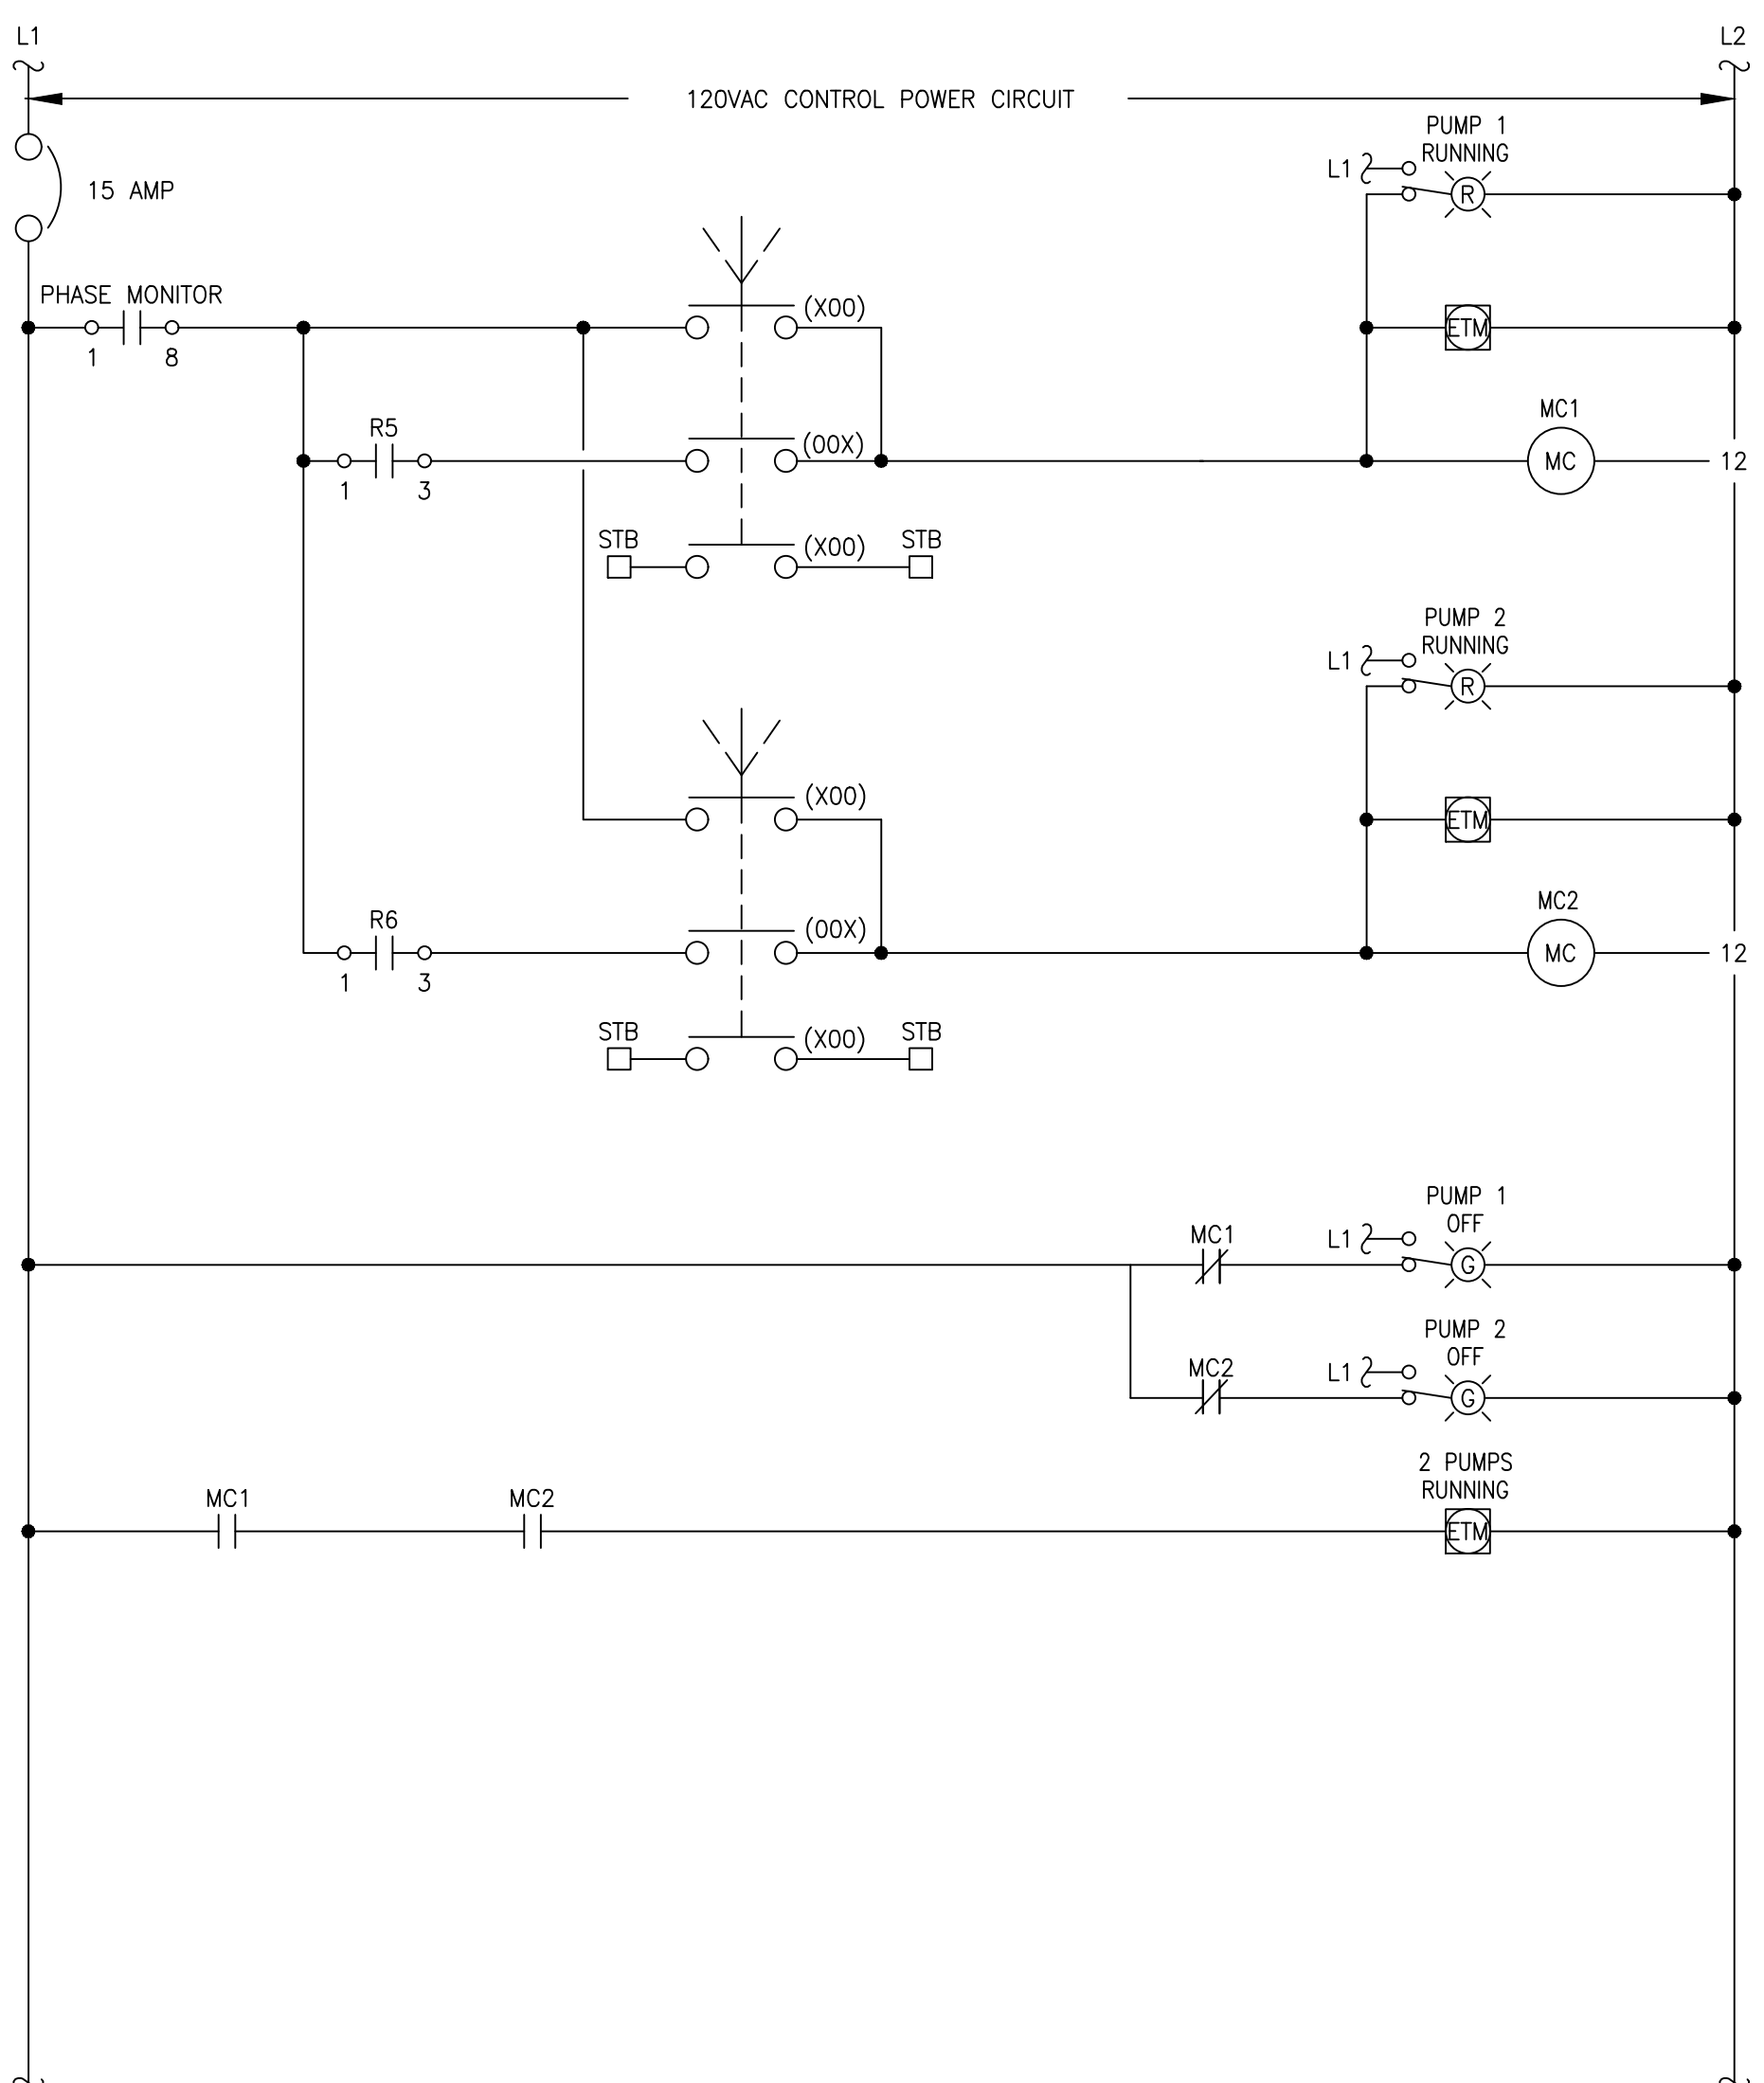 L1
L2
120VAC CONTROL POWER CIRCUIT
PUMP 1
RUNNING
L1
R
15 AMP
PHASE MONITOR
(X00)
1
8
ETM
R5
(00X)
MC1
MC
12
1
3
STB
(X00)
STB
PUMP 2
RUNNING
L1
R
(X00)
ETM
R6
(00X)
MC2
MC
12
1
3
STB
(X00)
STB
PUMP 1
OFF
MC1
L1
G
PUMP 2
OFF
MC2
L1
G
2 PUMPS
RUNNING
MC1
MC2
ETM